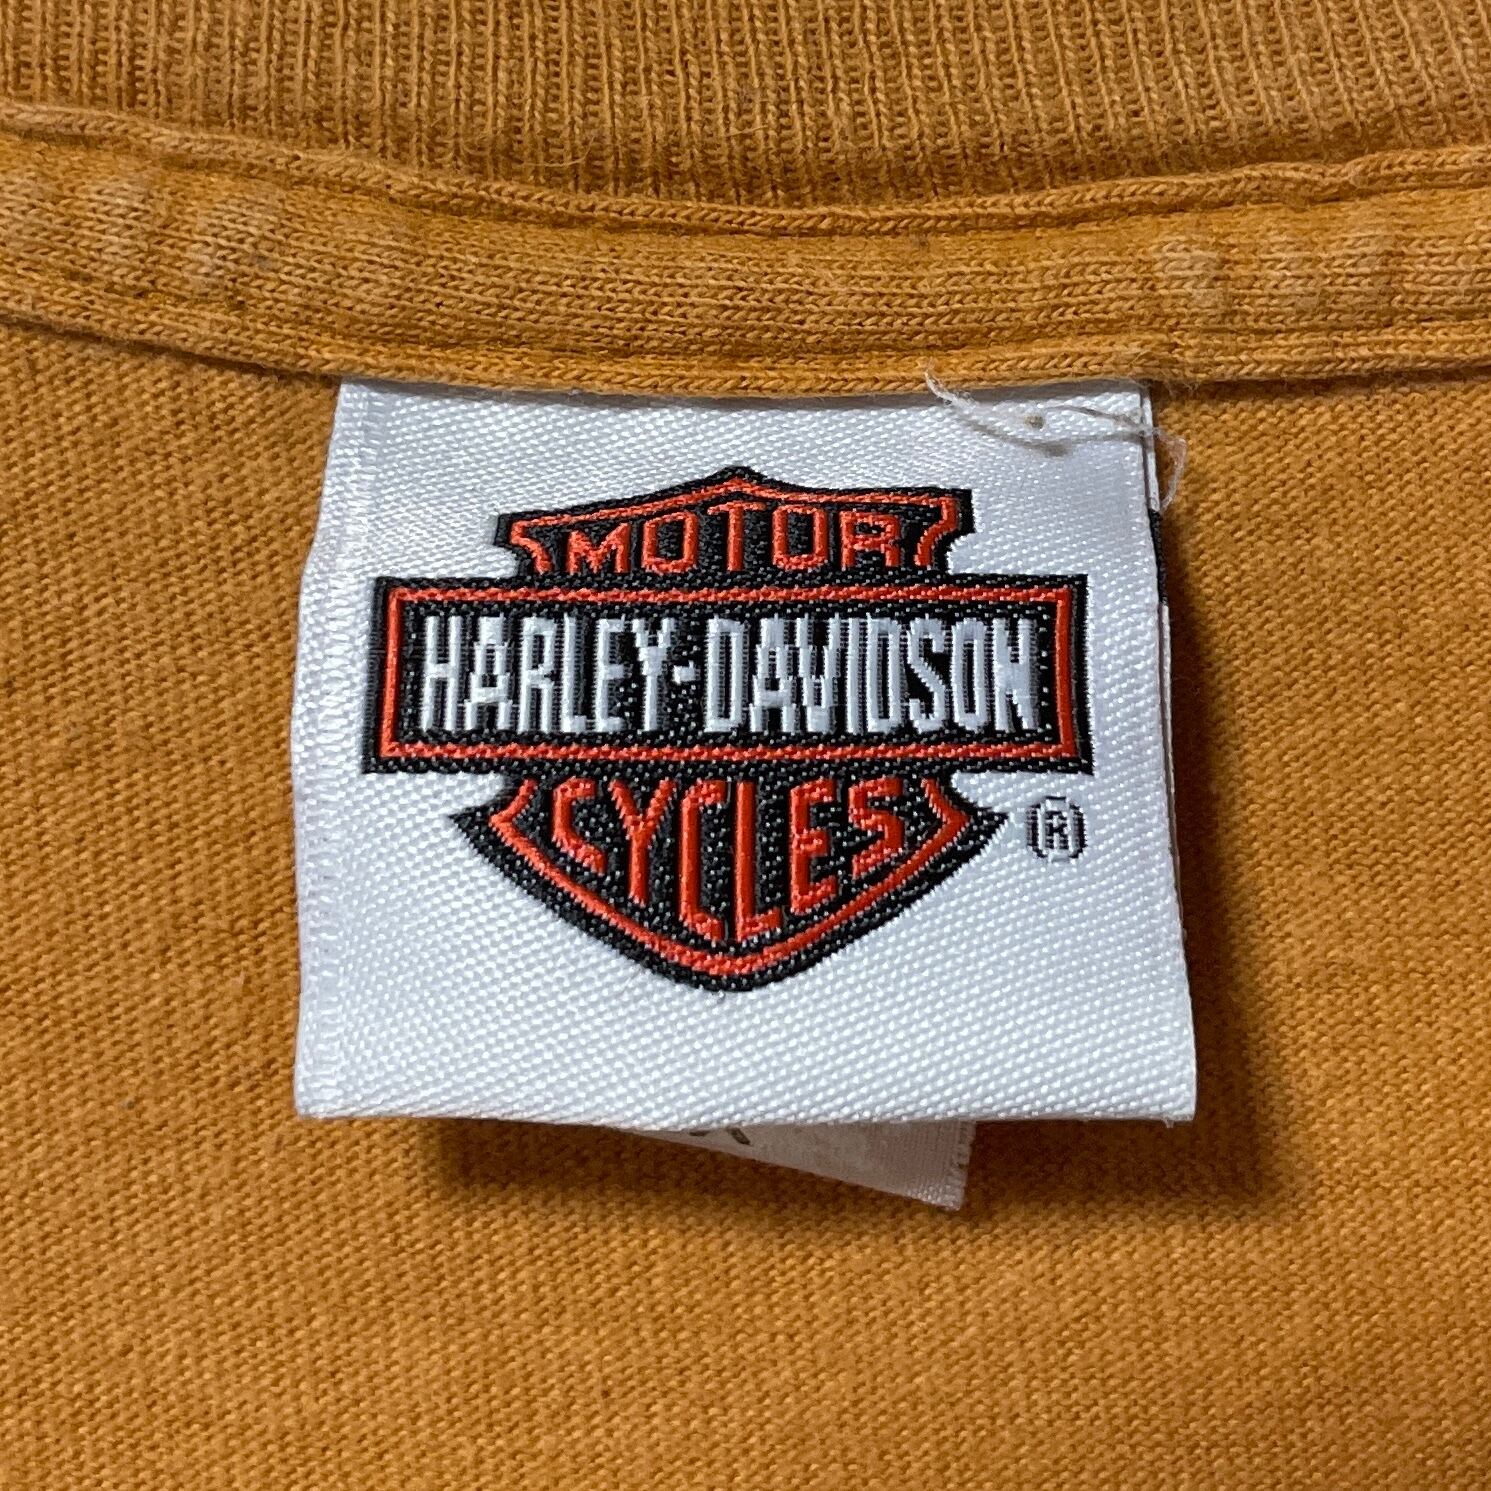 MOTOR
HARLEY-DAVIDSON
CYCLES
®